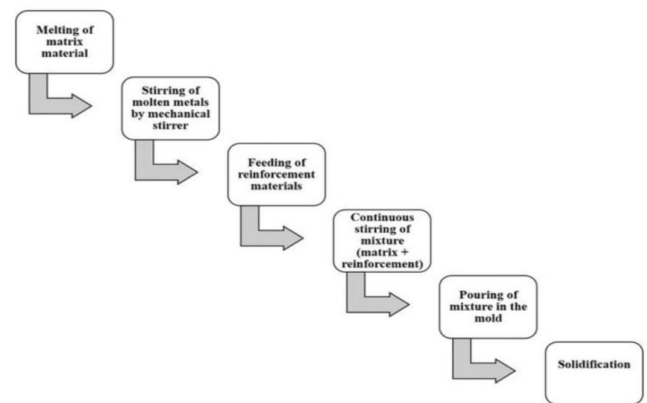 Melting of
matrix
material
Stirring of
molten metals
by mechanical
stirrer
Feeding of
reinforcement
materials
Continuous
stirring of
mixture
(matrix +
reinforcement)
Pouring of
mixture in the
mold
Solidification